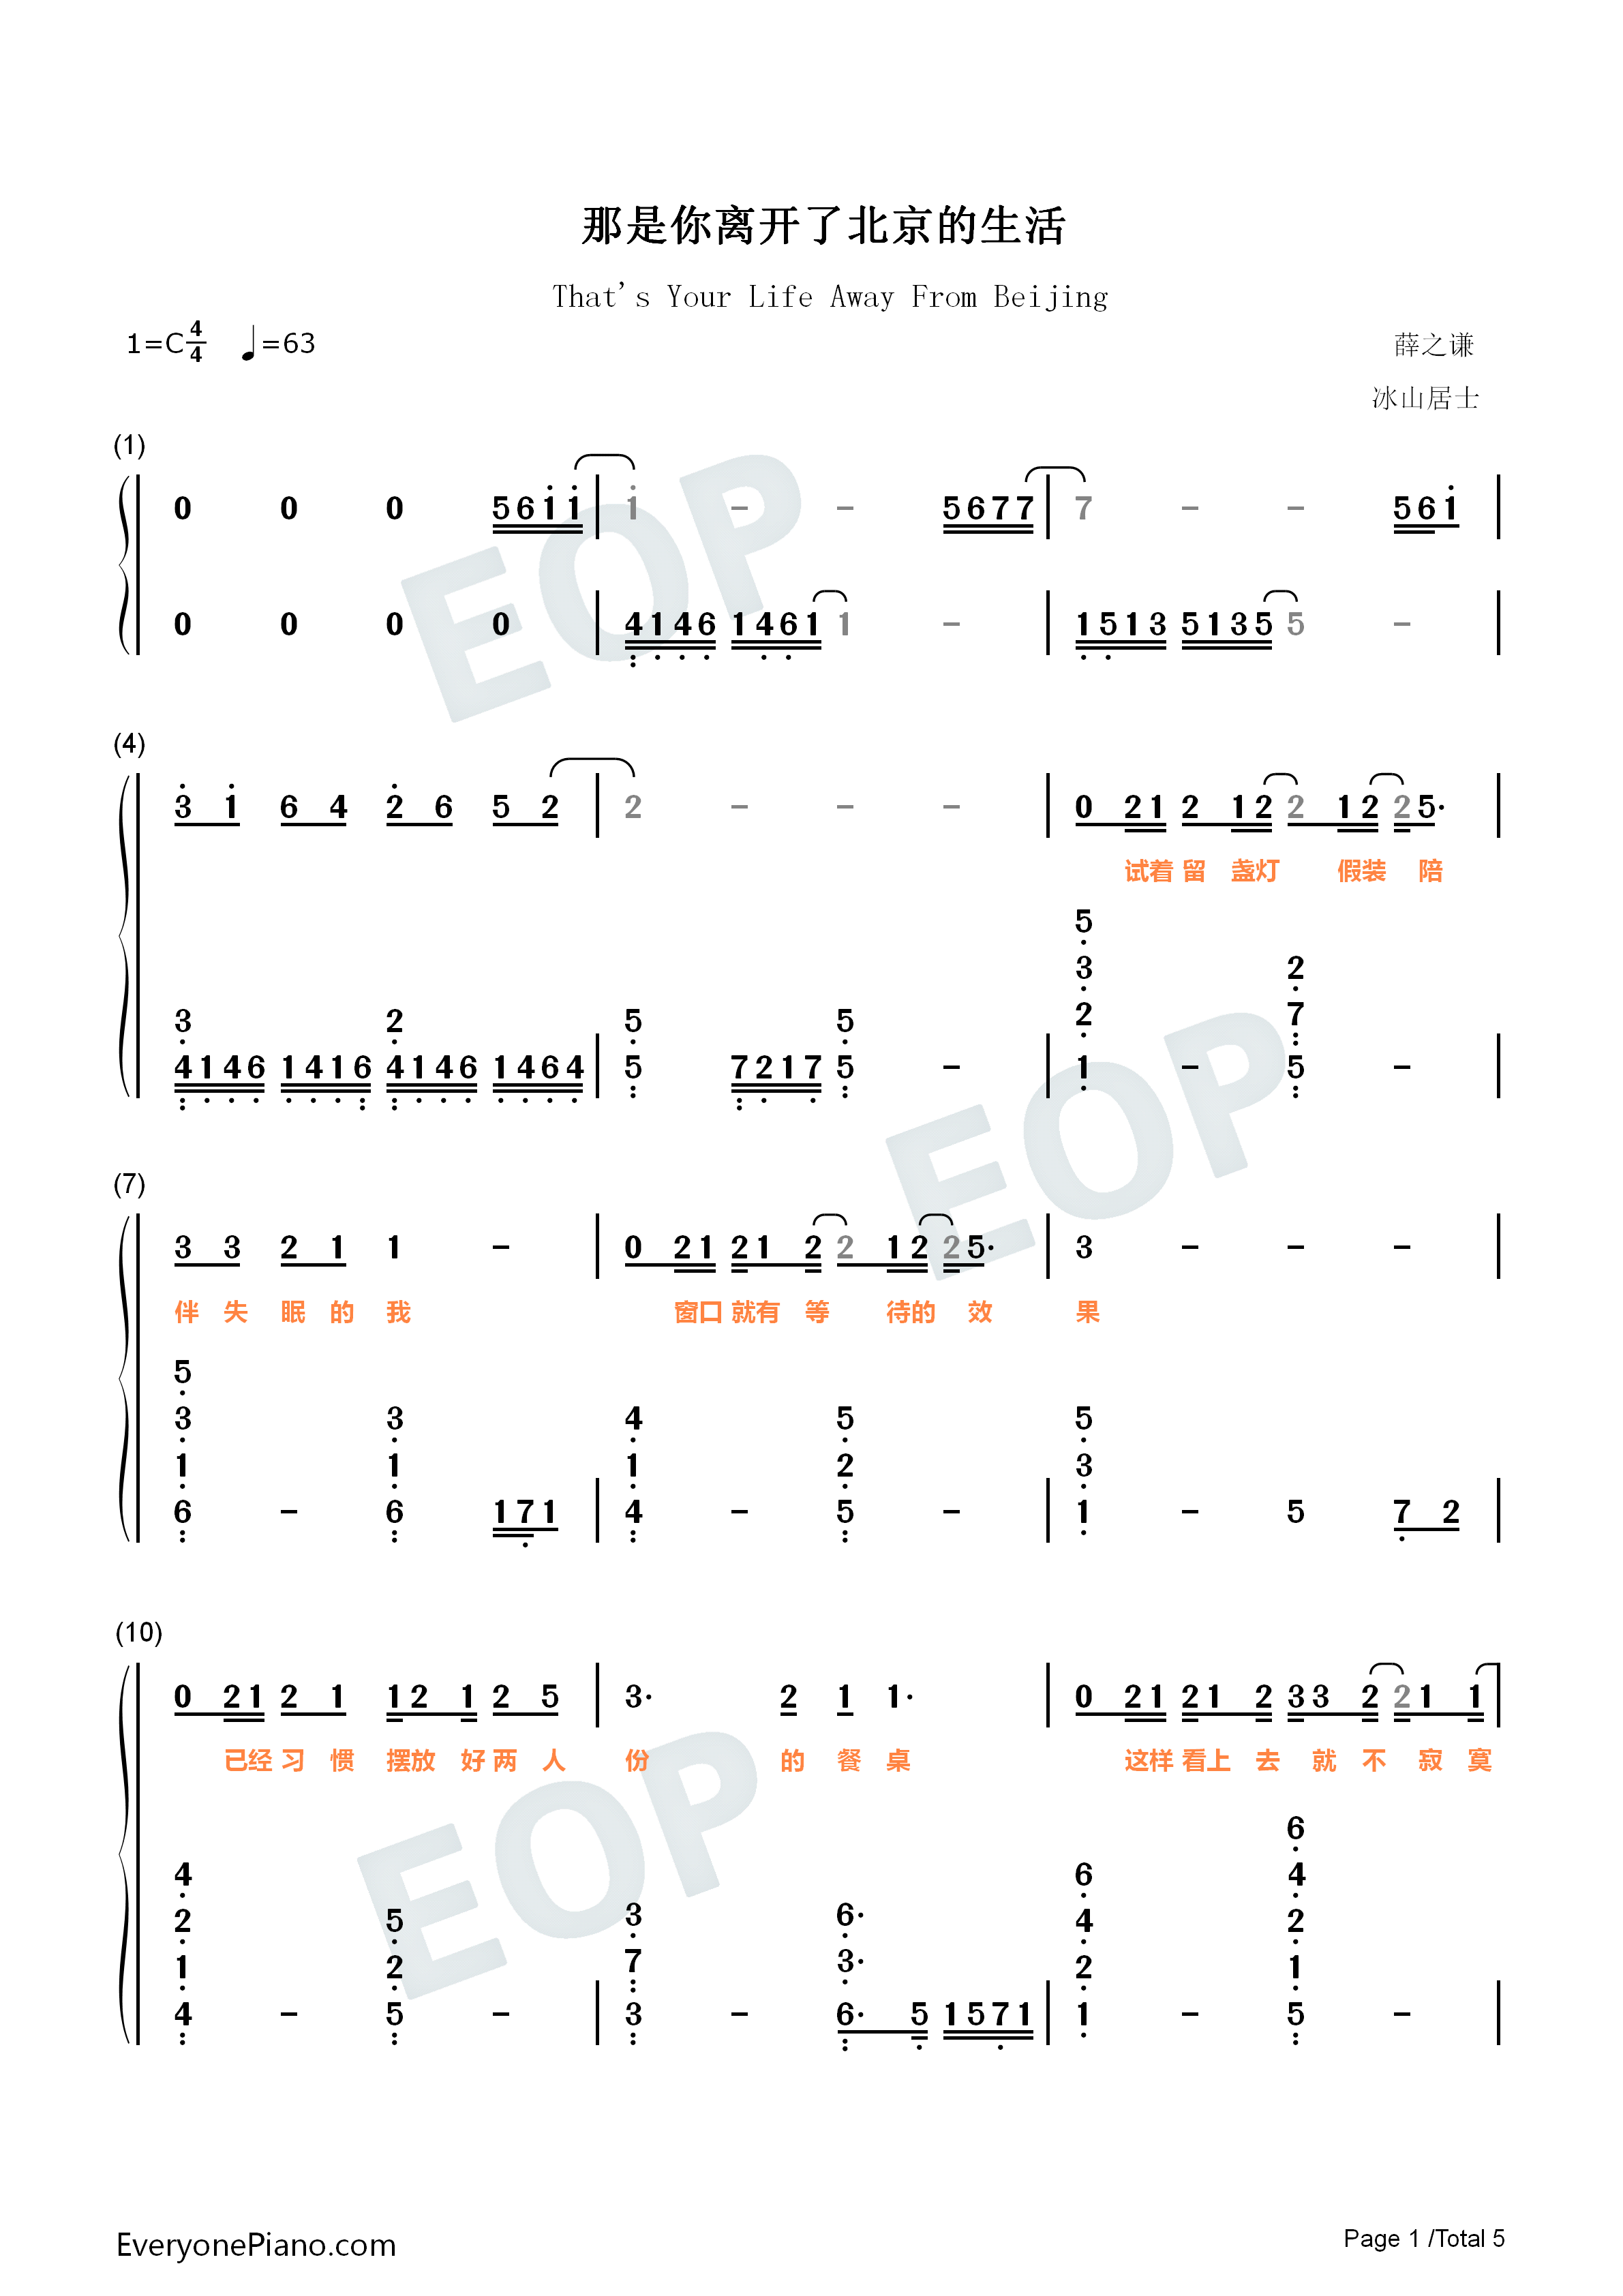 那是你离开了北京的生活
That's Your Life Away From Beijing
1=C 4/4 ♩=63
薛之谦
冰山居士
(1)
0 0 0 5 6 1 1 1 - - 5 6 7 7 7 - - 5 6 1
0 0 0 0 4 1 4 6 1 4 6 1 1 - 1 5 1 3 5 1 3 5 5 -
(4)
3 1 6 4 2 6 5 2 2 - - - 0 2 1 2 1 2 2 1 2 2 5·
试着 留 盏灯 假装 陪
5
3 2
3 2 5 5 2 7
4 1 4 6 1 4 1 6 4 1 4 6 1 4 6 4 5 7 2 1 7 5 - 1 - 5 -
(7)
3 3 2 1 1 - 0 2 1 2 1 2 2 1 2 2 5· 3 - - -
伴 失 眠 的 我 窗口 就有 等 待的 效 果
5
3 3 4 5 5
1 1 1 2 3
6 - 6 1 7 1 4 - 5 - 1 - 5 7 2
(10)
0 2 1 2 1 1 2 1 2 5 3· 2 1 1· 0 2 1 2 1 2 3 3 2 2 1 1
已经 习 惯 摆放 好 两 人 份 的 餐 桌 这样 看上 去 就 不 寂 寞
6
4 6 4
2 5 3 6· 4 2
1 2 7 3· 2 1
4 - 5 - 3 - 6· 5 1 5 7 1 1 - 5 -
EOP
EOP
EOP
EveryonePiano.com
Page 1 /Total 5